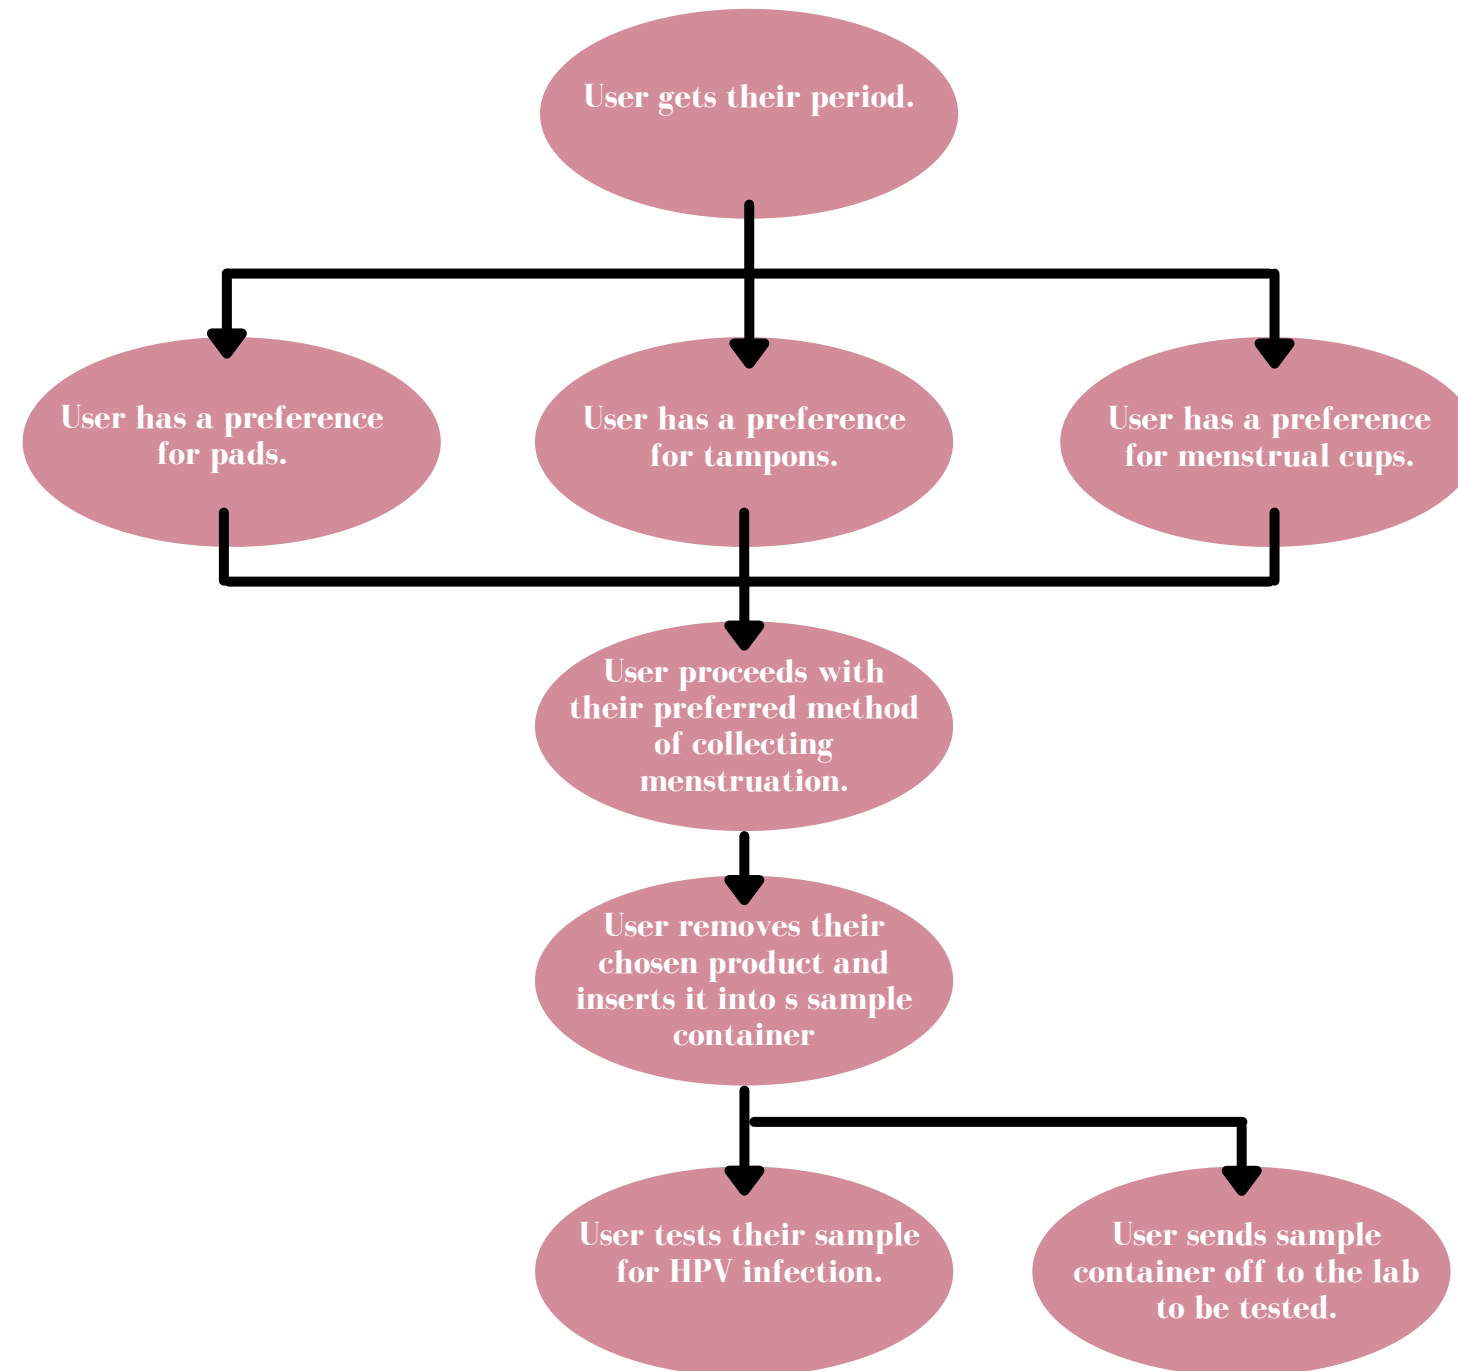 User gets their period.
User has a preference
for pads.
User has a preference
for tampons.
User has a preference
for menstrual cups.
User proceeds with
their preferred method
of collecting
menstruation.
User removes their
chosen product and
inserts it into s sample
container
User tests their sample
for HPV infection.
User sends sample
container off to the lab
to be tested.